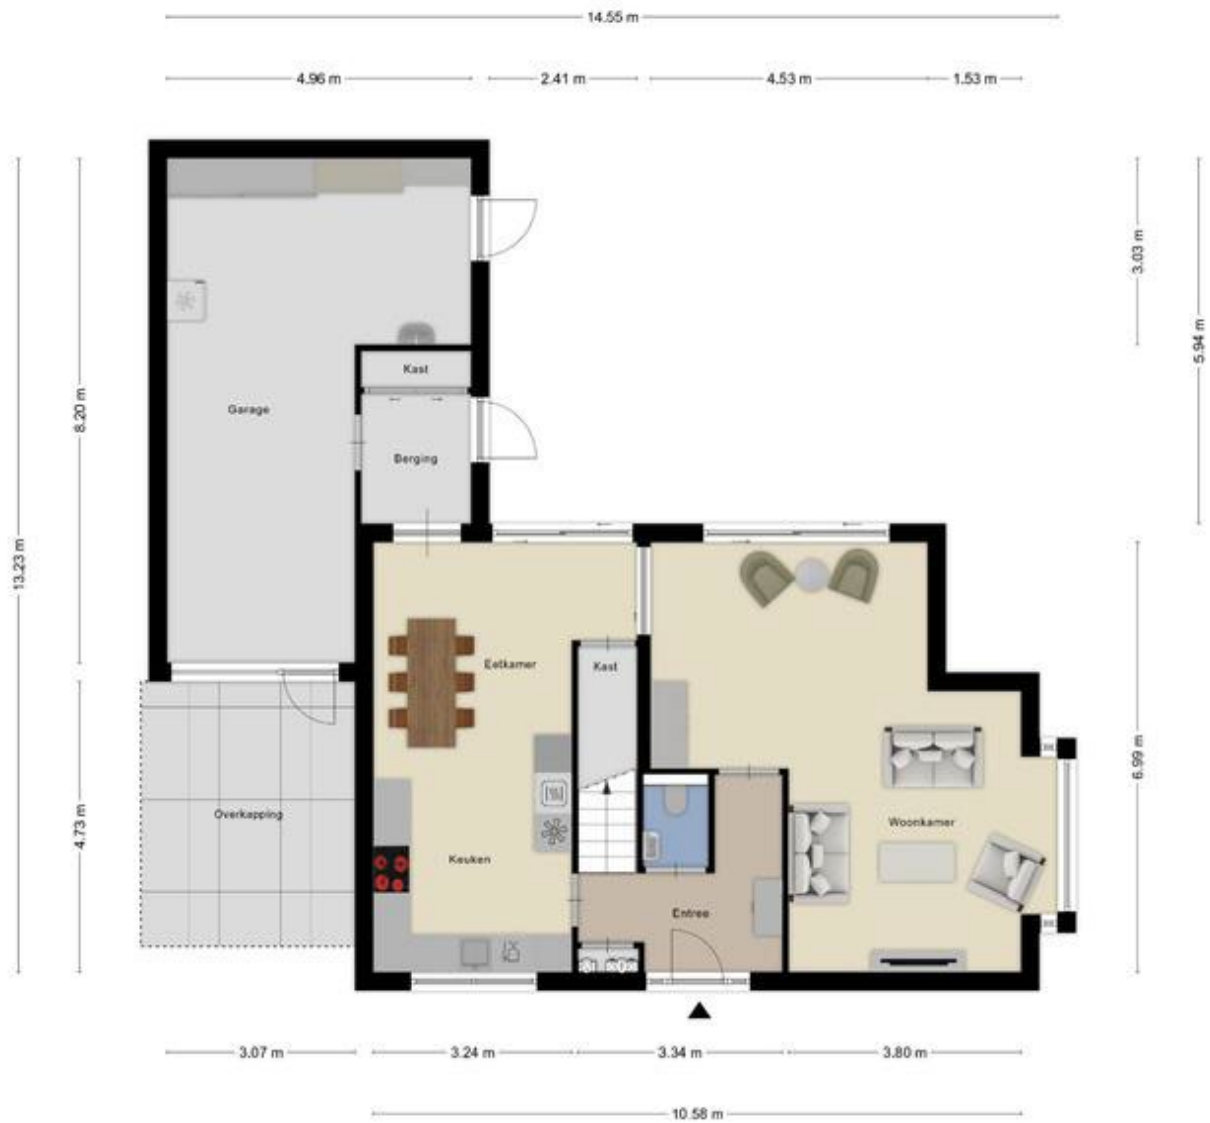 14.55 m
4.96 m
2.41 m
4.53 m
1.53 m
3.03 m
5.94 m
Kast
8.20 m
Garage
Berging
13.23 m
Eetkamer
Kast
6.99 m
4.73 m
Overkapping
Woonkamer
Keuken
Entree
3.07 m
3.24 m
3.34 m
3.80 m
10.58 m